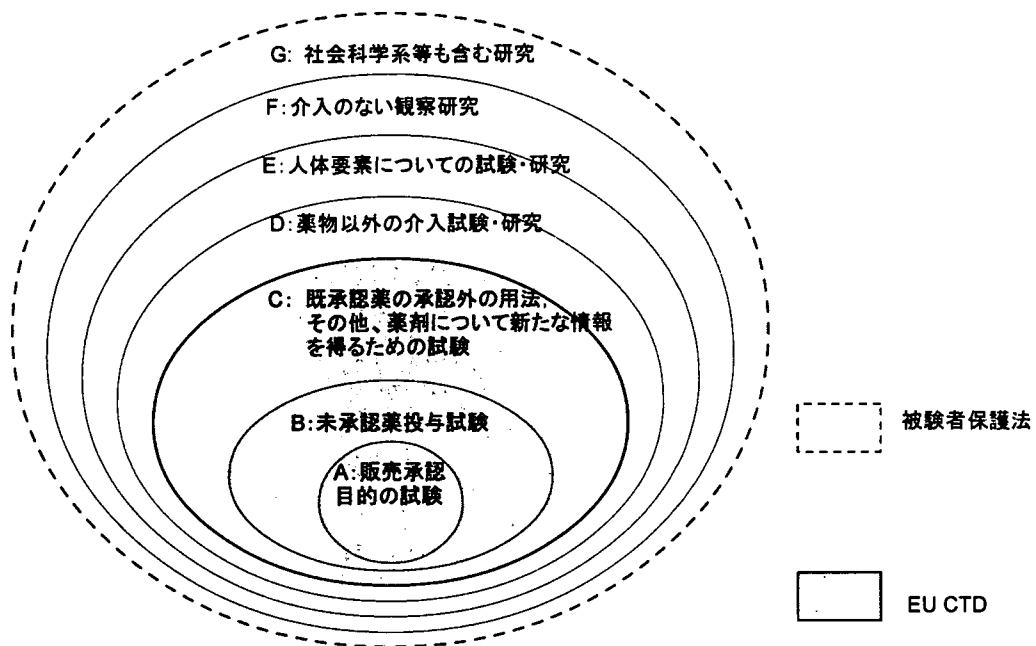 G: 社会科学系等も含む研究
F:介入のない観察研究
E:人体要素についての試験・研究
D:薬物以外の介入試験・研究
C: 既承認薬の承認外の用法,
その他、薬剤について新たな情報
を得るための試験
B:未承認薬投与試験
A:販売承認
目的の試験
被験者保護法
EU CTD